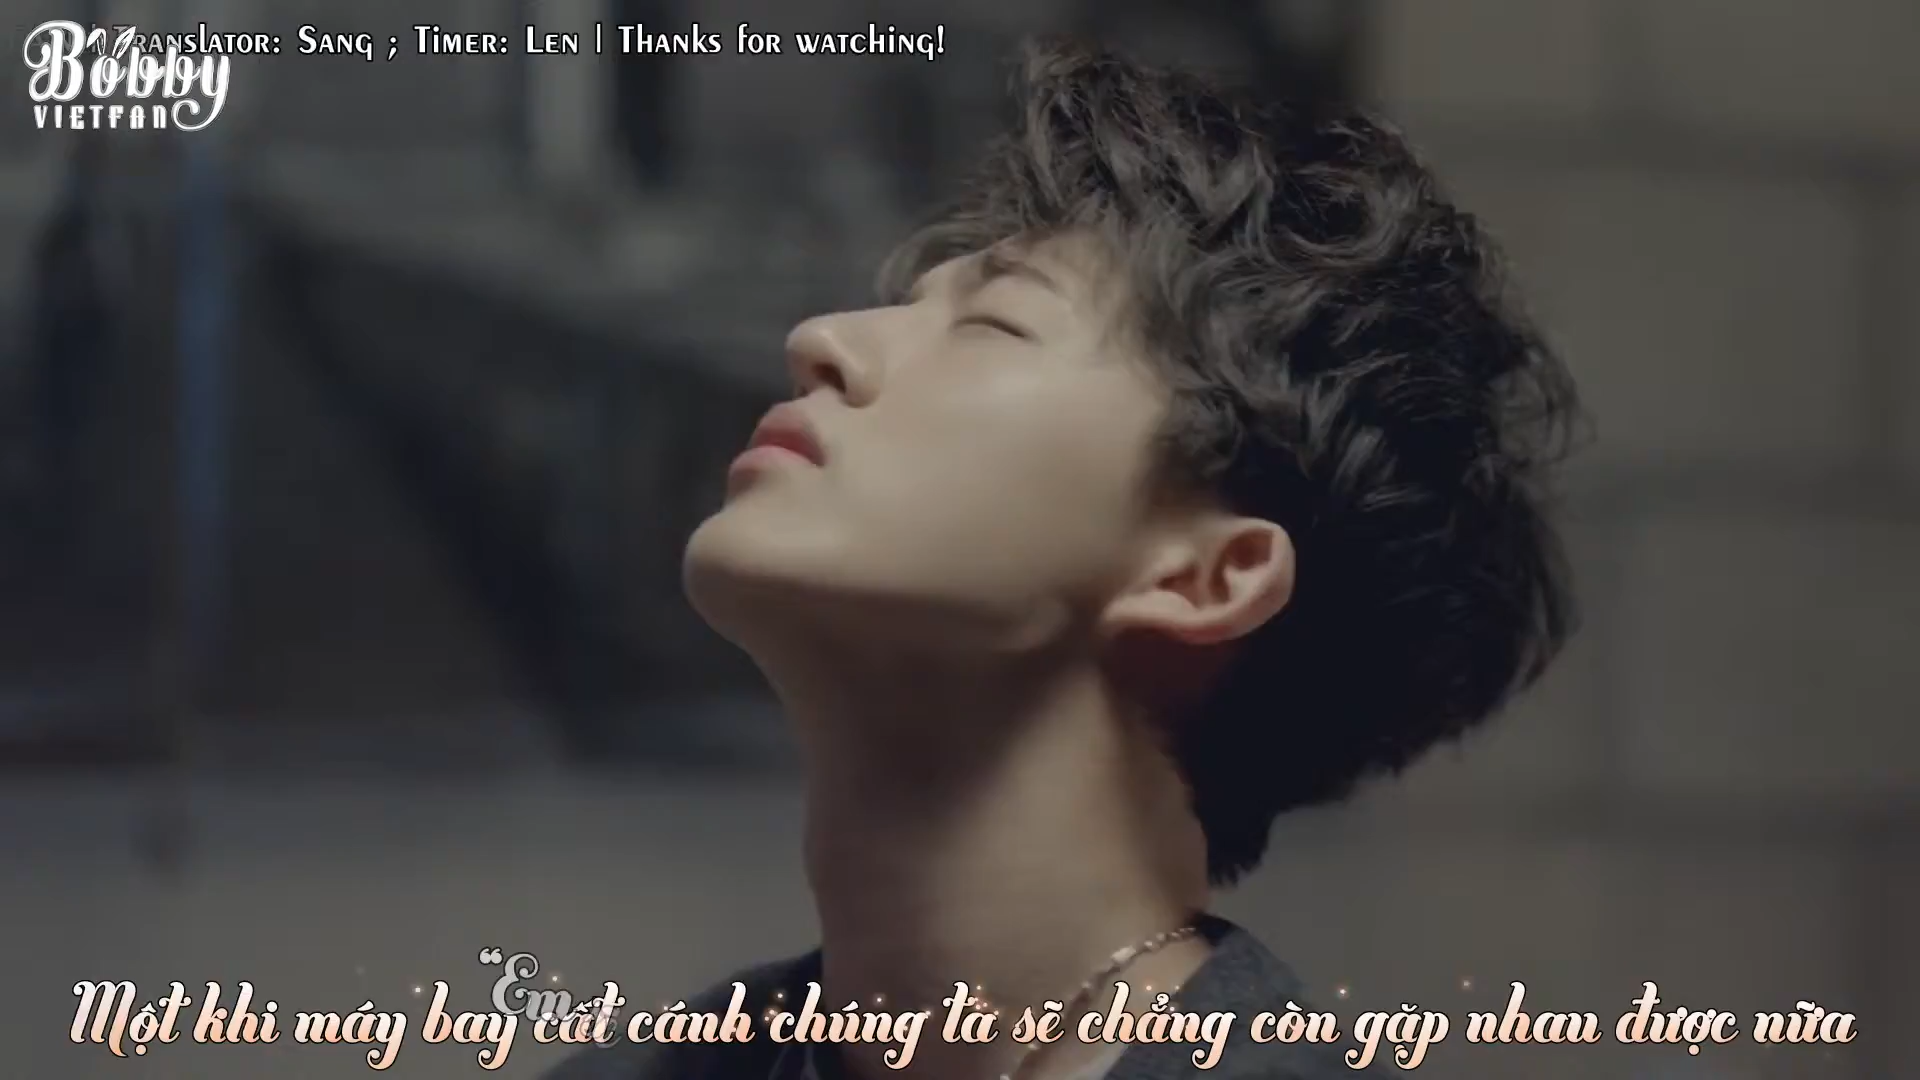 Translator: Sang ; Timer: Len | Thanks for watching!
Bobby
VIETFAN
“Em
Một khi máy bay cất cánh chúng ta sẽ chẳng còn gặp nhau được nữa